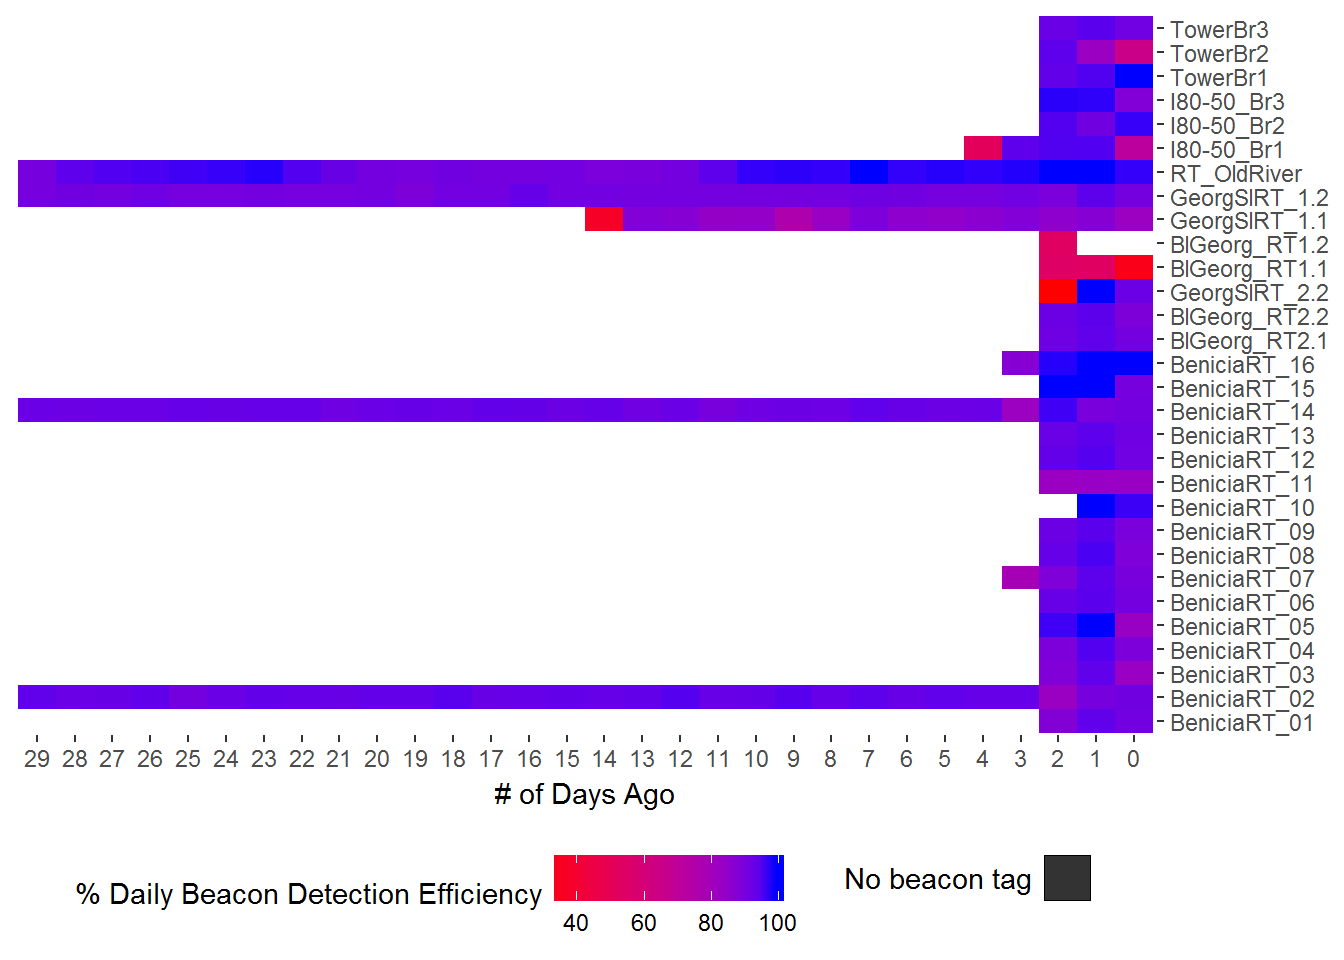 TowerBr3
TowerBr2
TowerBr1
I80-50_Br3
I80-50_Br2
I80-50_Br1
RT_OldRiver
GeorgSlRT_1.2
GeorgSlRT_1.1
BlGeorg_RT1.2
BlGeorg_RT1.1
GeorgSlRT_2.2
BlGeorg_RT2.2
BlGeorg_RT2.1
BeniciaRT_16
BeniciaRT_15
BeniciaRT_14
BeniciaRT_13
BeniciaRT_12
BeniciaRT_11
BeniciaRT_10
BeniciaRT_09
BeniciaRT_08
BeniciaRT_07
BeniciaRT_06
BeniciaRT_05
BeniciaRT_04
BeniciaRT_03
BeniciaRT_02
BeniciaRT_01
29 28 27 26 25 24 23 22 21 20 19 18 17 16 15 14 13 12 11 10 9 8 7 6 5 4 3 2 1 0
# of Days Ago
% Daily Beacon Detection Efficiency
40 60 80 100
No beacon tag